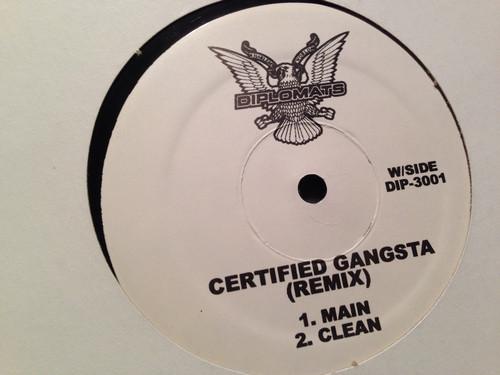 DIPLOMATS
W/SIDE
DIP-3001
CERTIFIED GANGSTA
(REMIX)
1. MAIN
2. CLEAN